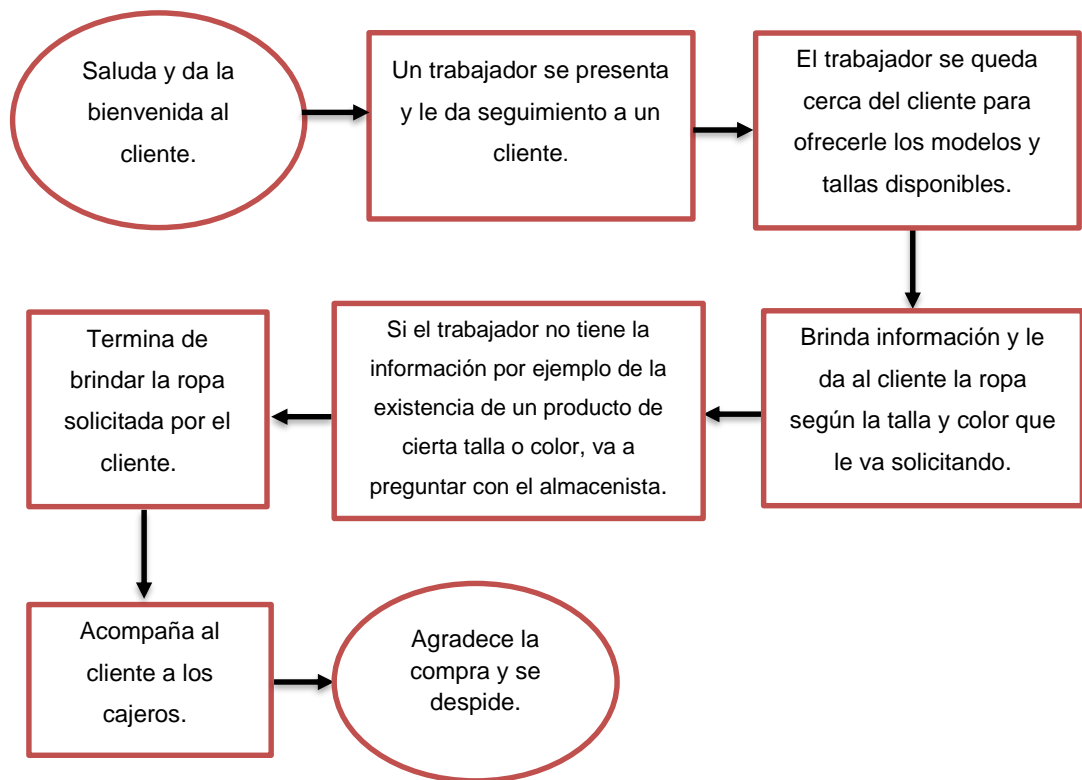 Saluda y da la
bienvenida al
cliente.
Un trabajador se presenta
y le da seguimiento a un
cliente.
El trabajador se queda
cerca del cliente para
ofrecerle los modelos y
tallas disponibles.
Brinda información y le
da al cliente la ropa
según la talla y color que
le va solicitando.
Si el trabajador no tiene la
información por ejemplo de la
existencia de un producto de
cierta talla o color, va a
preguntar con el almacenista.
Termina de
brindar la ropa
solicitada por el
cliente.
Acompaña al
cliente a los
cajeros.
Agradece la
compra y se
despide.